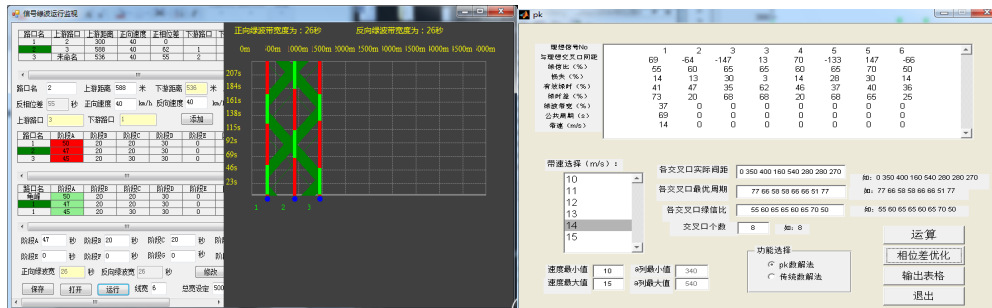 信号绿波运行监视
路口名 上游路口 上游距离 正向速度 正相位差 下游路口
1 2 300 40 0
3 588 40 62 1
3 未命名 536 40 55 2
路口名 2 上游距离 588 米 下游距离 536 米
反相位差 55 秒 正向速度 40 km/h 反向速度 40 km/h
上游路口 3 下游路口 1 添加
路口名 阶段A 阶段B 阶段C 阶段D 阶段E
1 50 20 20 30 0
2 47 20 20 30 0
3 45 20 20 30 0
路口名 阶段A 阶段B 阶段C 阶段D 阶段E
50 20 20 30 0
1 47 20 20 30 0
1 45 20 20 30 0
阶段A 47 秒 阶段B 20 秒 阶段C 20 秒
阶段E 0 秒 阶段F 0 秒 阶段G 0 秒
正向绿波宽 26 秒 反向绿波宽 26 秒 修改
保存 打开 运行 线宽 6 总宽设定 500
正向绿波带宽度为：26秒 反向绿波带宽度为：26秒
207s
184s
161s
138s
115s
92s
69s
46s
23s
1 2 3
pk
理想信号No 1 2 3 4 5 5 5 6
与理想交叉口间距 69 -64 -147 13 70 -133 147 -66
绿信比（%） 55 60 65 65 60 65 70 50
损失（%） 14 13 30 3 14 28 30 14
有效绿时（%） 41 47 35 62 46 37 40 36
绿时差（%） 73 20 68 68 20 68 65 25
绿波带宽（%） 37 0 0 0 0 0 0 0
公共周期（s） 69 0 0 0 0 0 0 0
带速（m/s） 14 0 0 0 0 0 0 0
带速选择（m/s）：
10
11
12
13
14
15
各交叉口实际间距 0 350 400 160 540 280 280 270 如：0 350 400 160 540 280 280 270
各交叉口最优周期 77 66 58 58 66 66 51 77 如：77 66 58 58 66 66 51 77
各交叉口绿信比 55 60 65 65 60 65 70 50 如：55 60 65 65 60 65 70 50
交叉口个数 8 如：8
速度最小值 10 a列最小值 340
速度最大值 15 a列最大值 540
功能选择
pk数解法
传统数解法
运算
相位差优化
输出表格
退出